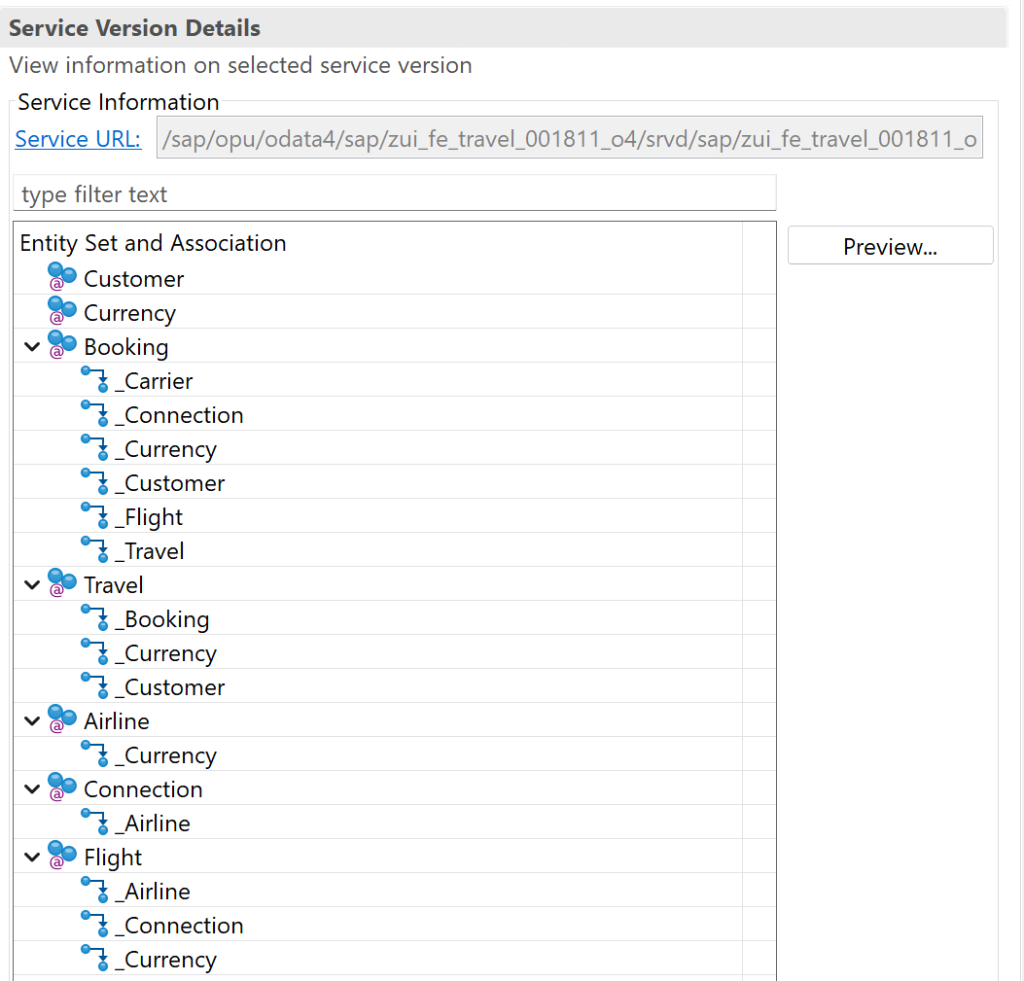 Service Version Details
View information on selected service version
Service Information
Service URL: /sap/opu/odata4/sap/zui_fe_travel_001811_o4/srvd/sap/zui_fe_travel_001811_o
type filter text
Entity Set and Association
Preview...
@ Customer
@ Currency
@ Booking
_Carrier
_Connection
_Currency
_Customer
_Flight
_Travel
@ Travel
_Booking
_Currency
_Customer
@ Airline
_Currency
@ Connection
_Airline
@ Flight
_Airline
_Connection
_Currency